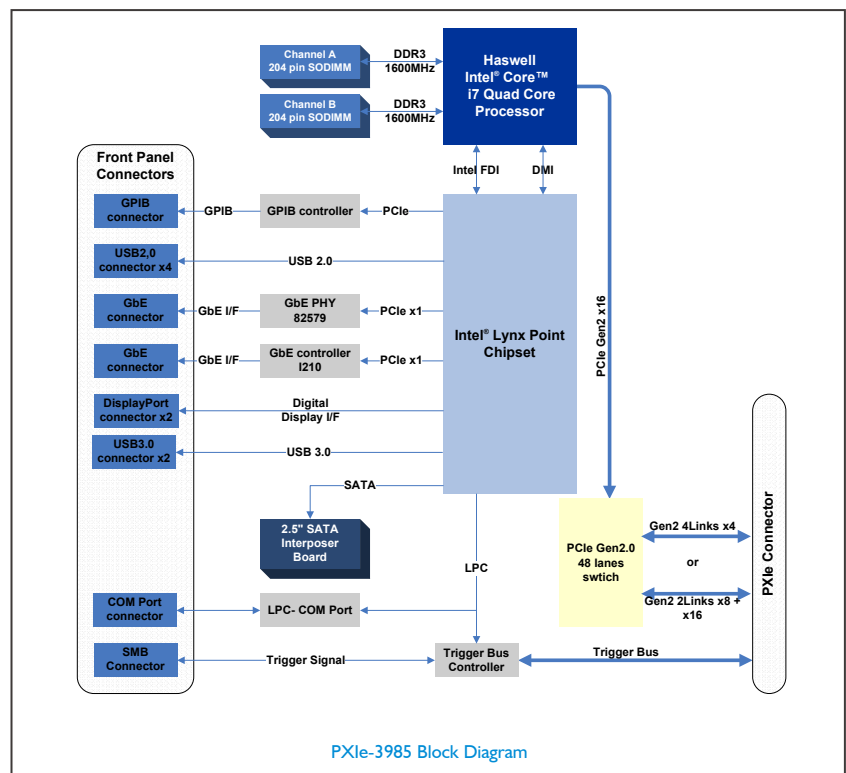 Channel A
204 pin SODIMM
DDR3
1600MHz
Haswell
Intel® Core™
i7 Quad Core
Processor
Channel B
204 pin SODIMM
DDR3
1600MHz
Front Panel
Connectors
Intel FDI
DMI
GPIB
connector
GPIB
GPIB controller
PCIe
USB2,0
connector x4
USB 2.0
GbE
connector
GbE I/F
GbE PHY
82579
PCIe x1
Intel® Lynx Point
Chipset
PCIe Gen2 x16
GbE
connector
GbE I/F
GbE controller
I210
PCIe x1
DisplayPort
connector x2
Digital
Display I/F
USB3.0
connector x2
USB 3.0
SATA
2.5" SATA
Interposer
Board
LPC
PCIe Gen2.0
48 lanes
swtich
Gen2 4Links x4
or
Gen2 2Links x8 +
x16
PXIe Connector
COM Port
connector
LPC- COM Port
SMB
Connector
Trigger Signal
Trigger Bus
Controller
Trigger Bus
PXIe-3985 Block Diagram